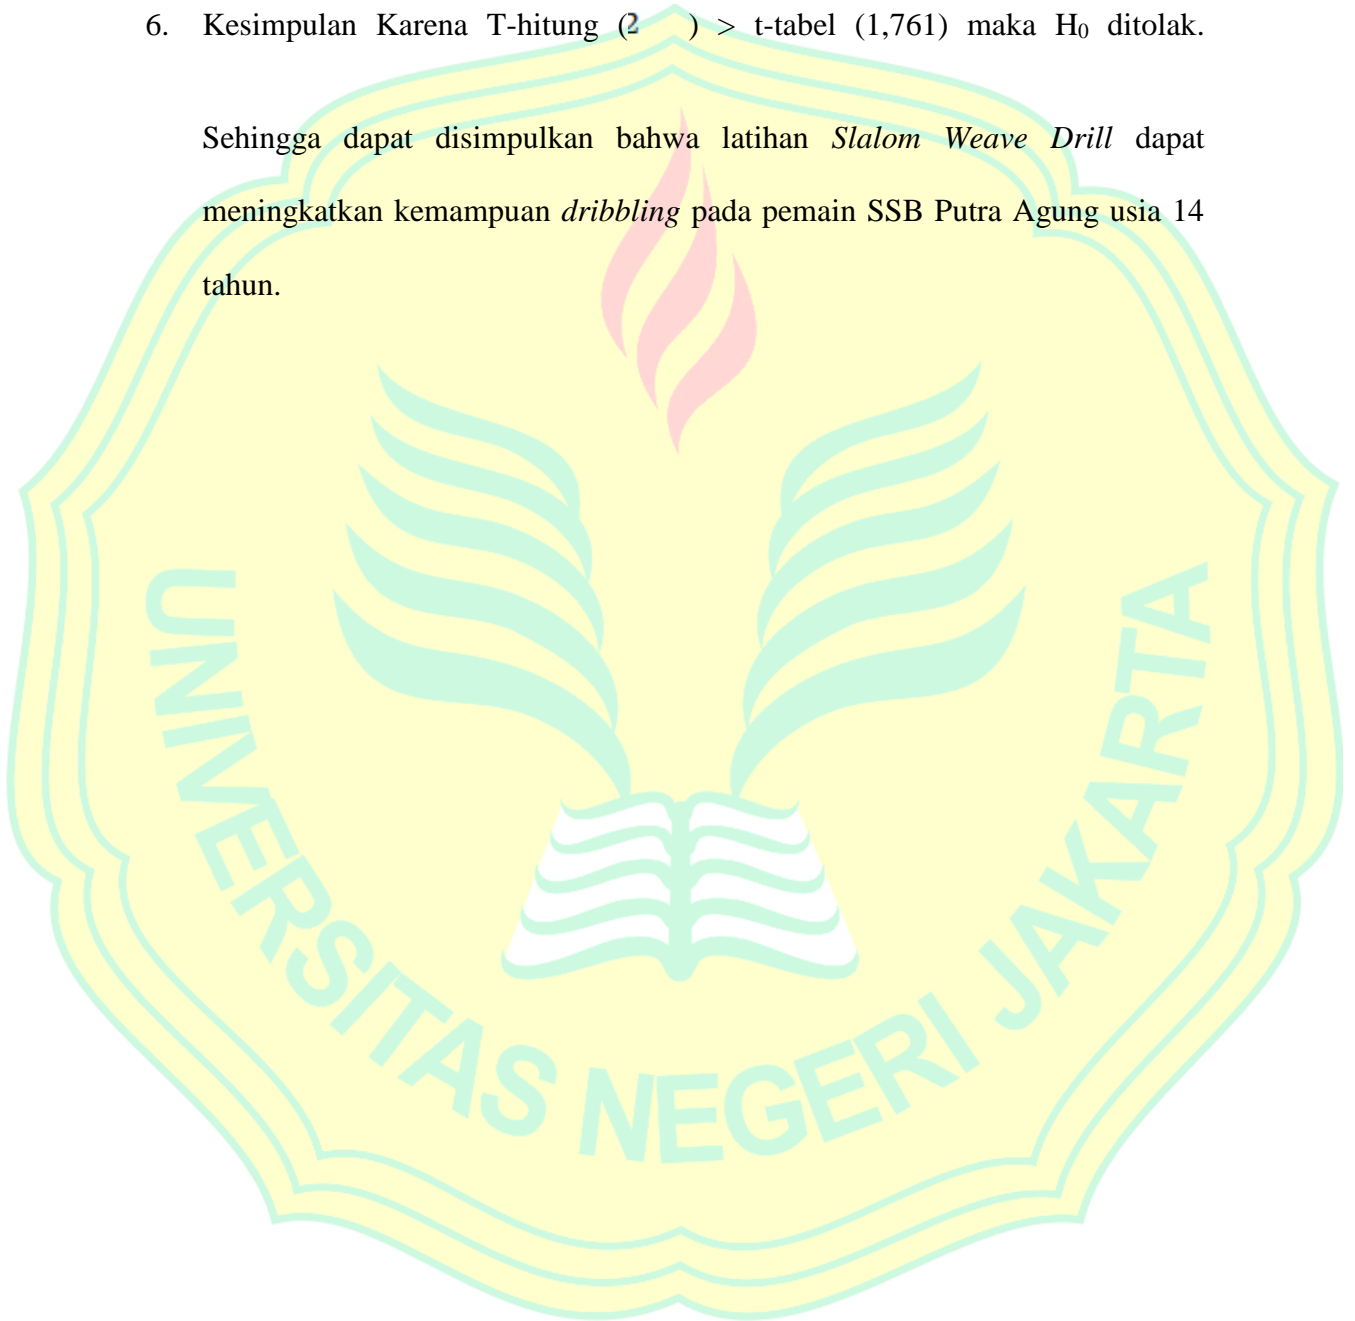 6. Kesimpulan Karena T-hitung (2 ) > t-tabel (1,761) maka H₀ ditolak.
Sehingga dapat disimpulkan bahwa latihan Slalom Weave Drill dapat
meningkatkan kemampuan dribbling pada pemain SSB Putra Agung usia 14
tahun.
UNIVERSITAS NEGERI JAKARTA